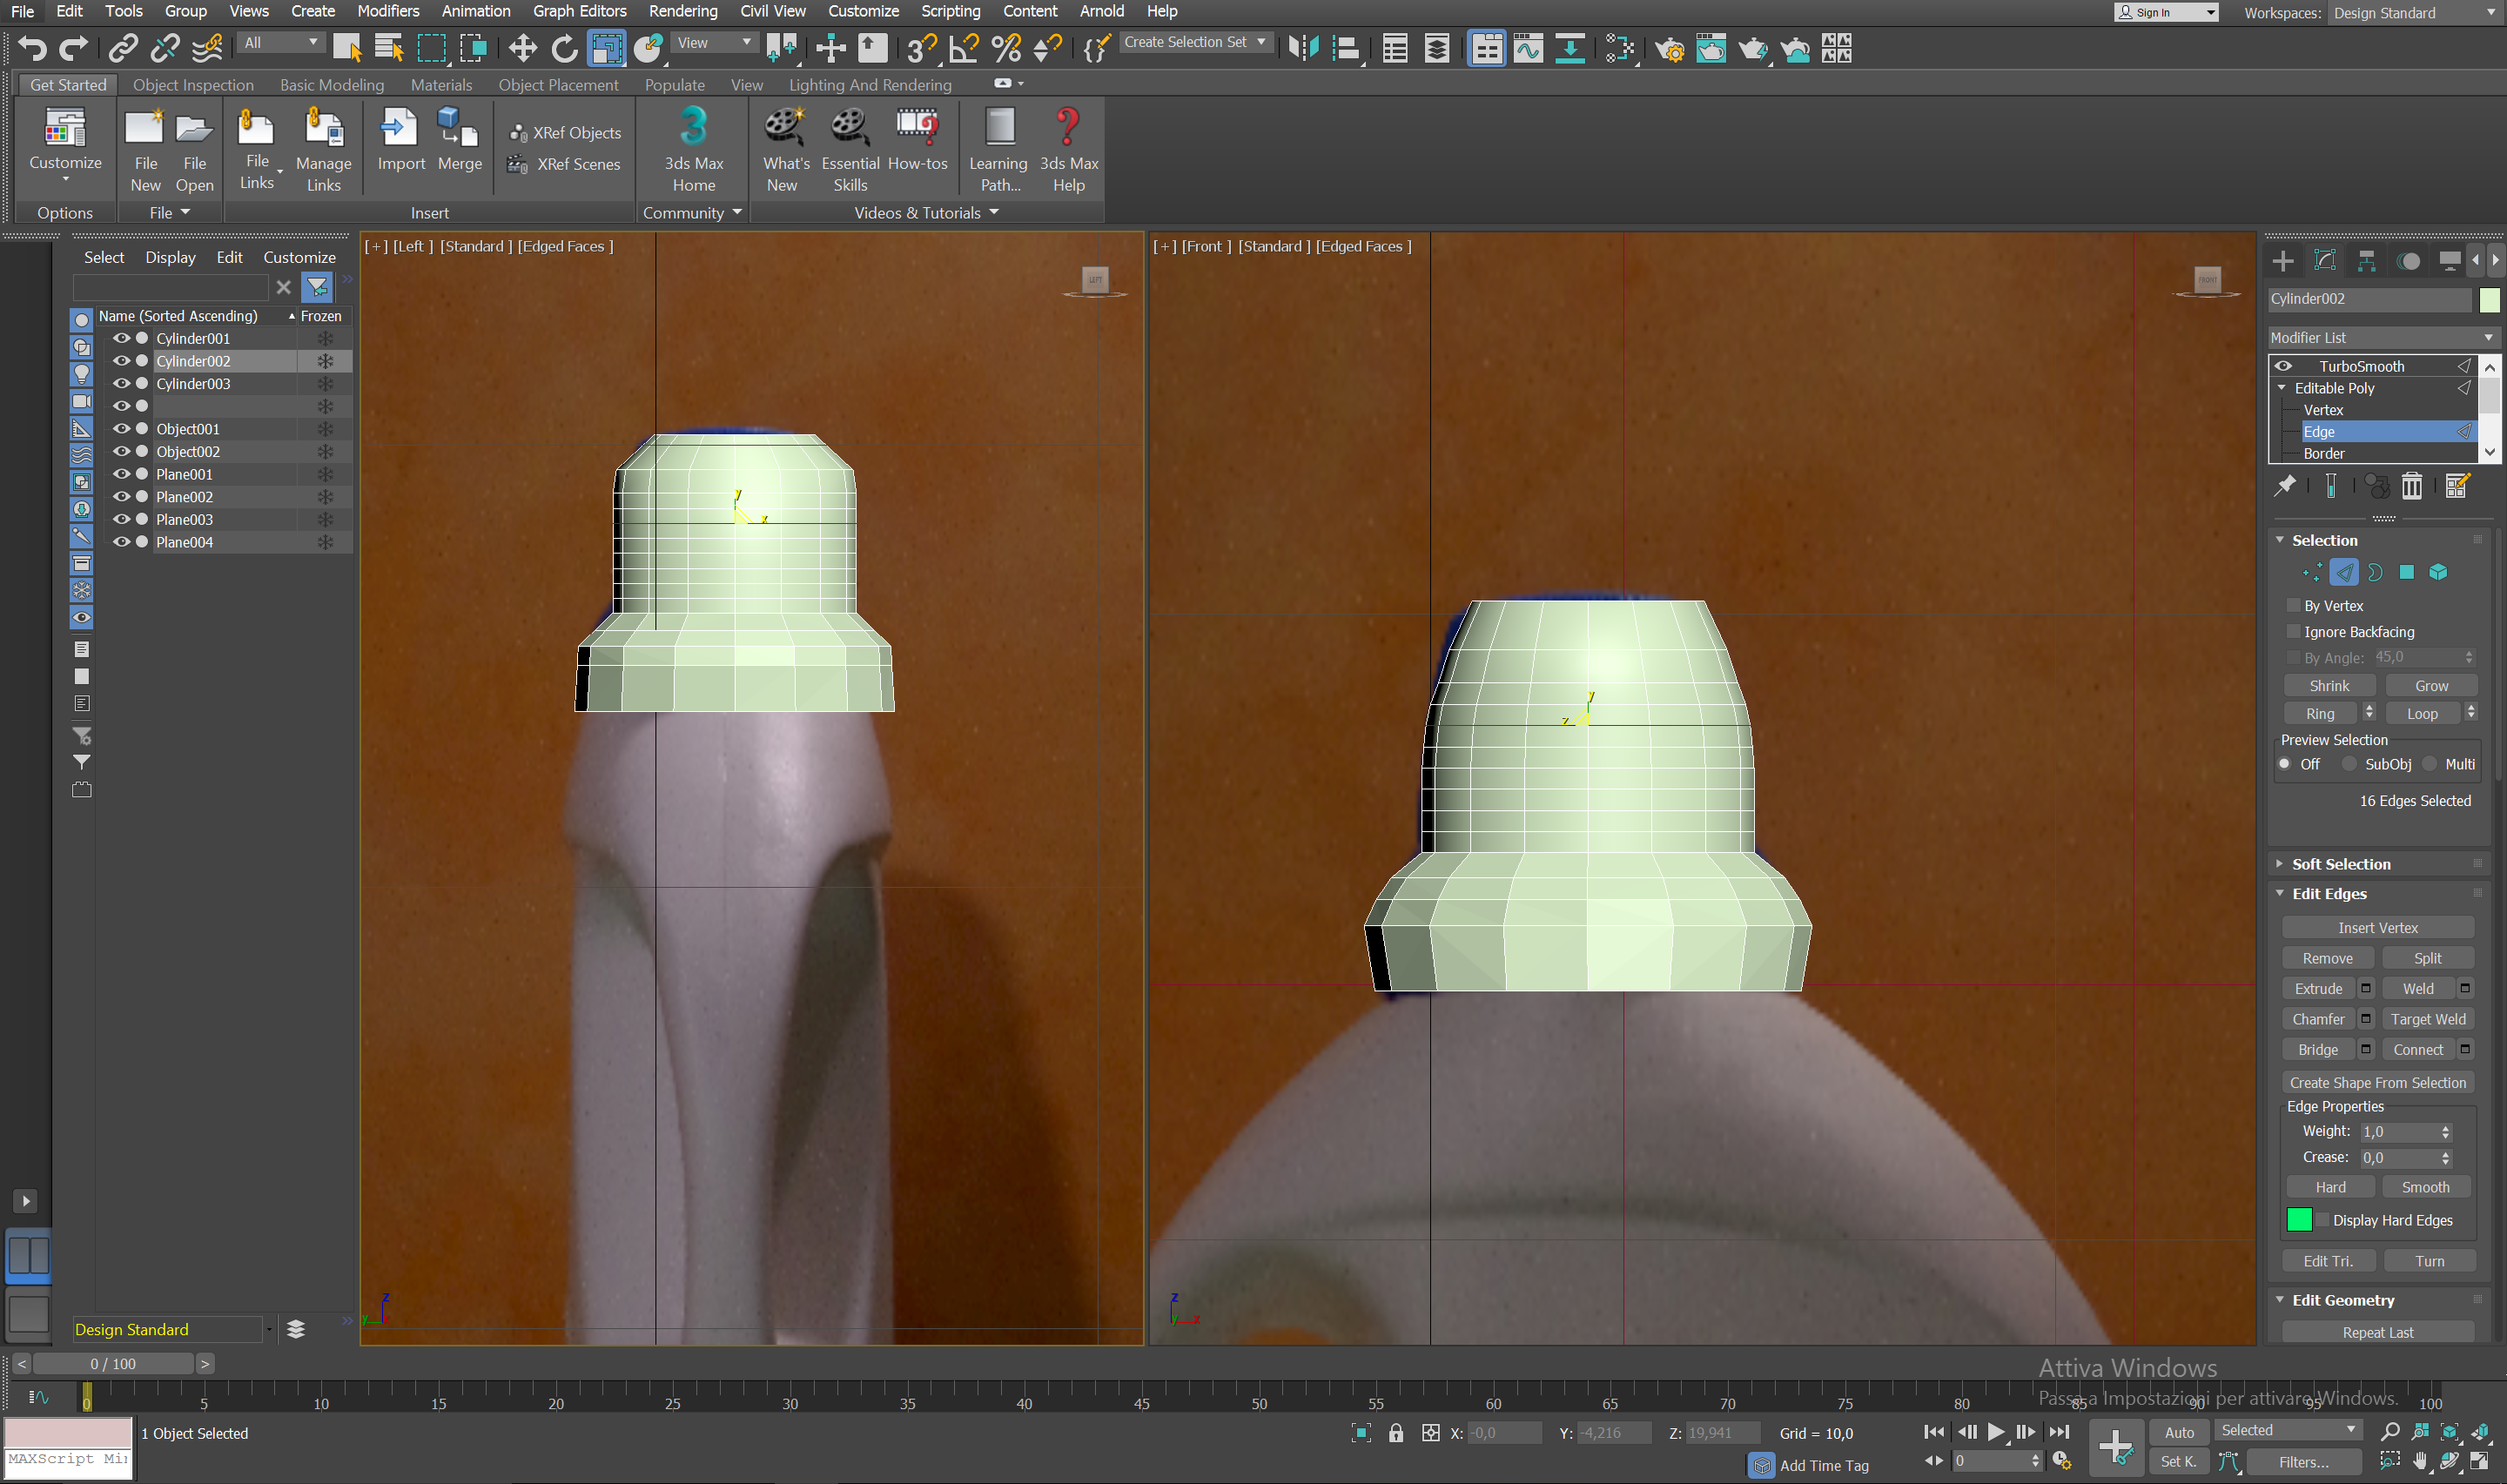 File Edit Tools Group Views Create Modifiers Animation Graph Editors Rendering Civil View Customize Scripting Content Arnold Help
Sign In
Workspaces: Design Standard
All
View
Create Selection Set
Get Started Object Inspection Basic Modeling Materials Object Placement Populate View Lighting And Rendering
Customize
File New
File Open
File Links
Manage Links
Import
Merge
XRef Objects
XRef Scenes
3ds Max Home
What's New
Essential Skills
How-tos
Learning Path...
3ds Max Help
Options File Insert Community Videos & Tutorials
Select Display Edit Customize
Name (Sorted Ascending) Frozen
Cylinder001
Cylinder002
Cylinder003
Object001
Object002
Plane001
Plane002
Plane003
Plane004
Design Standard
[+] [Left ] [Standard ] [Edged Faces ]
LEFT
y
x
z
y
[+] [Front ] [Standard ] [Edged Faces ]
FRONT
y
z
z
y
x
Cylinder002
Modifier List
TurboSmooth
Editable Poly
Vertex
Edge
Border
Selection
By Vertex
Ignore Backfacing
By Angle: 45,0
Shrink Grow
Ring Loop
Preview Selection
Off SubObj Multi
16 Edges Selected
Soft Selection
Edit Edges
Insert Vertex
Remove Split
Extrude Weld
Chamfer Target Weld
Bridge Connect
Create Shape From Selection
Edge Properties
Weight: 1,0
Crease: 0,0
Hard Smooth
Display Hard Edges
Edit Tri. Turn
Edit Geometry
Repeat Last
< 0 / 100 >
Attiva Windows
Passa a Impostazioni per attivare Windows.
0 5 10 15 20 25 30 35 40 45 50 55 60 65 70 75 80 85 90 95 100
1 Object Selected
MAXScript Mi
X: -0,0 Y: -4,216 Z: 19,941 Grid = 10,0
Add Time Tag
0
Auto Selected
Set K. Filters...